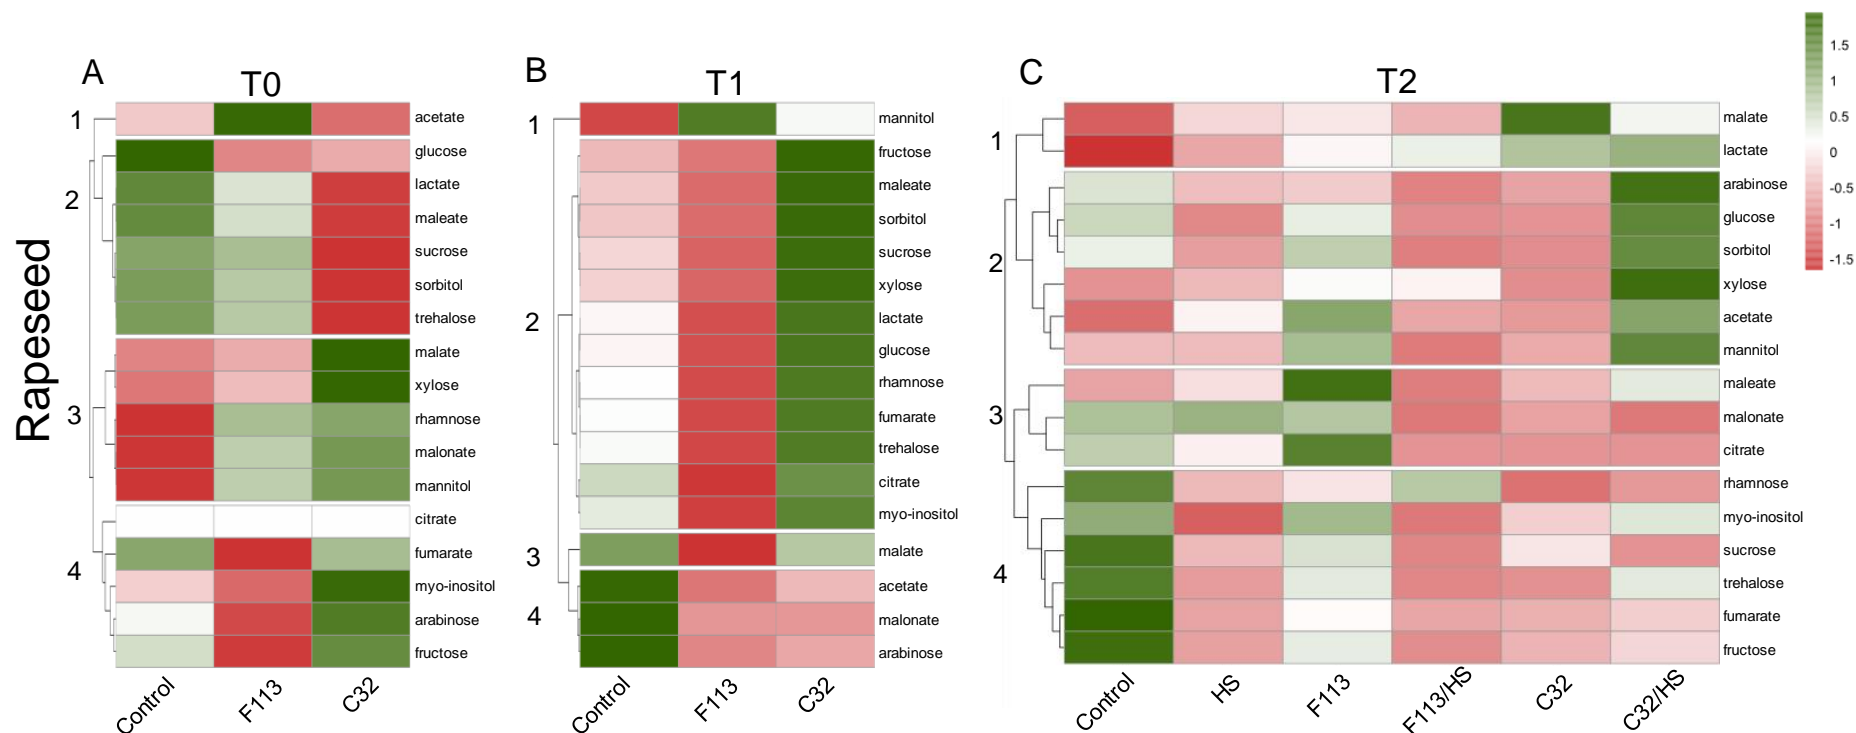 A
T0
1
2
3
4
acetate
glucose
lactate
maleate
sucrose
sorbitol
trehalose
malate
xylose
rhamnose
malonate
mannitol
citrate
fumarate
myo-inositol
arabinose
fructose
Control
F113
C32
Rapeseed
B
T1
1
2
3
4
mannitol
fructose
maleate
sorbitol
sucrose
xylose
lactate
glucose
rhamnose
fumarate
trehalose
citrate
myo-inositol
malate
acetate
malonate
arabinose
Control
F113
C32
C
T2
1
2
3
4
malate
lactate
arabinose
glucose
sorbitol
xylose
acetate
mannitol
maleate
malonate
citrate
rhamnose
myo-inositol
sucrose
trehalose
fumarate
fructose
Control
HS
F113
F113/HS
C32
C32/HS
1.5
1
0.5
0
-0.5
-1
-1.5